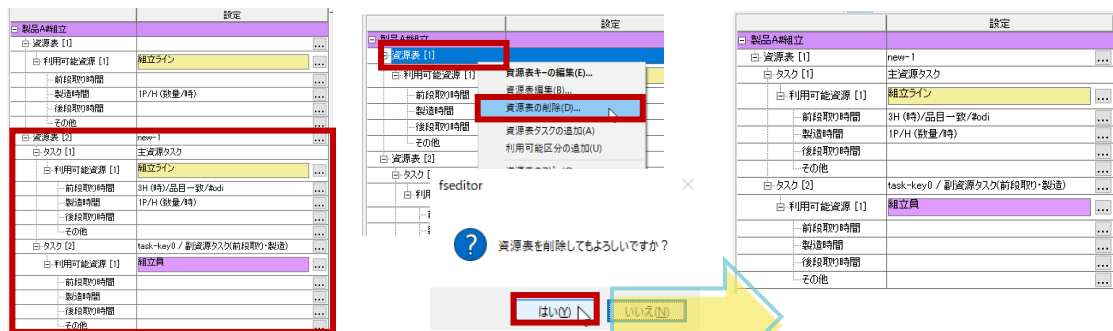 設定
製品A#組立
資源表 [1]
利用可能資源 [1] 組立ライン
前段取り時間
製造時間 1P/H (数量/時)
後段取り時間
その他
資源表 [2] new-1
タスク [1] 主資源タスク
利用可能資源 [1] 組立ライン
前段取り時間 3H (時)/品目一致/#odi
製造時間 1P/H (数量/時)
後段取り時間
その他
タスク [2] task-key0 / 副資源タスク(前段取り・製造)
利用可能資源 [1] 組立員
前段取り時間
製造時間
後段取り時間
その他
設定
製品A#組立
資源表 [1]
利用可能資源 [1]
前段取り時間
製造時間
後段取り時間
その他
資源表 [2]
タスク [
利用
資源表キーの編集(E)...
資源表編集(B)...
資源表の削除(D)...
資源表タスクの追加(A)
利用可能区分の追加(U)
fseditor
資源表を削除してもよろしいですか？
はい(Y)
いいえ(N)
設定
製品A#組立
資源表 [1] new-1
タスク [1] 主資源タスク
利用可能資源 [1] 組立ライン
前段取り時間 3H (時)/品目一致/#odi
製造時間 1P/H (数量/時)
後段取り時間
その他
タスク [2] task-key0 / 副資源タスク(前段取り・製造)
利用可能資源 [1] 組立員
前段取り時間
製造時間
後段取り時間
その他